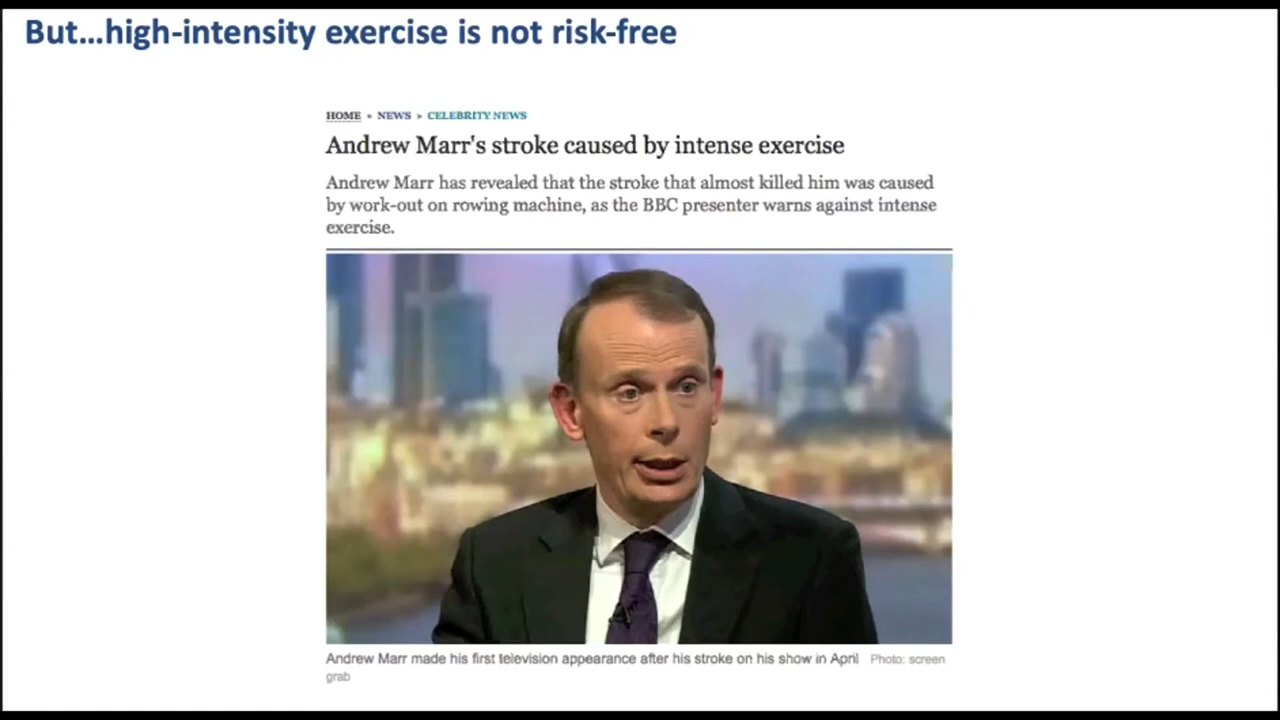 But...high-intensity exercise is not risk-free
HOME » NEWS » CELEBRITY NEWS
Andrew Marr's stroke caused by intense exercise
Andrew Marr has revealed that the stroke that almost killed him was caused
by work-out on rowing machine, as the BBC presenter warns against intense
exercise.
Andrew Marr made his first television appearance after his stroke on his show in April Photo: screen
grab